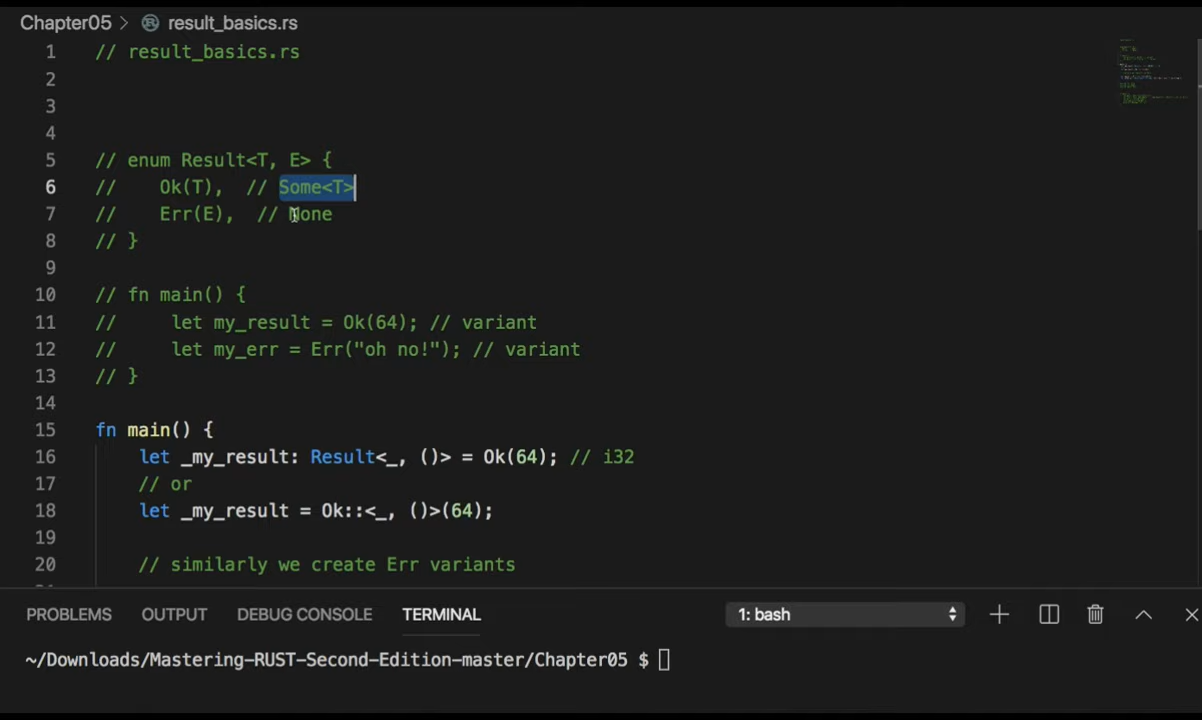 Chapter05 > result_basics.rs
1 // result_basics.rs
2
3
4
5 // enum Result<T, E> {
6 //    Ok(T),  // Some<T>
7 //    Err(E),  // None
8 // }
9
10 // fn main() {
11 //     let my_result = Ok(64); // variant
12 //     let my_err = Err("oh no!"); // variant
13 // }
14
15 fn main() {
16     let _my_result: Result<_, ()> = Ok(64); // i32
17     // or
18     let _my_result = Ok::<_, ()>(64);
19
20     // similarly we create Err variants
PROBLEMS OUTPUT DEBUG CONSOLE TERMINAL 1: bash
~/Downloads/Mastering-RUST-Second-Edition-master/Chapter05 $